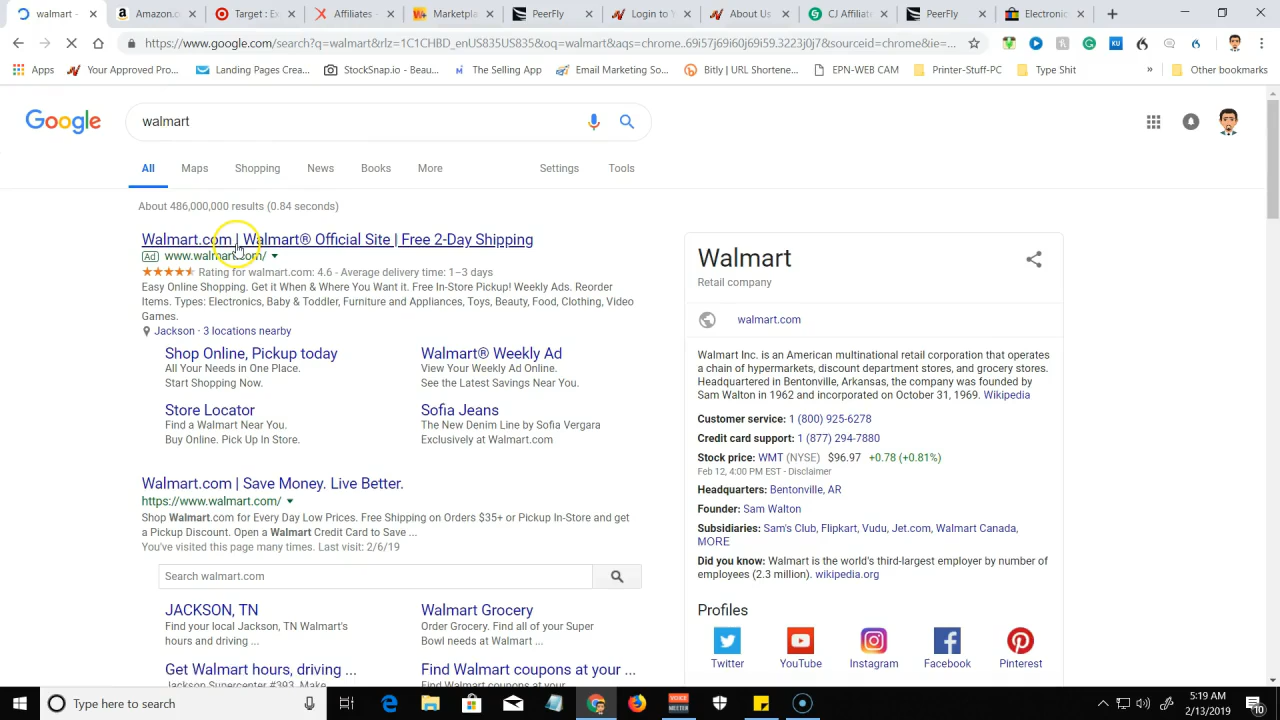 walmart -
Amazon.c
Target : Ex
Affiliates -
Marketpla
PeerFly
Login to
About Us
CJ Affiliate
PeerFly
Electronic
https://www.google.com/search?q=walmart&rlz=1C1CHBD_enUS835US835&oq=walmart&aqs=chrome..69i57j69i60j69i59.3223j0j7&sourceid=chrome&ie=...
Apps
Your Approved Pro...
Landing Pages Crea...
StockSnap.io - Beau...
The Selling App
Email Marketing So...
Bitly | URL Shortene...
EPN-WEB CAM
Printer-Stuff-PC
Type Shit
»
Other bookmarks
Google
walmart
All Maps Shopping News Books More Settings Tools
About 486,000,000 results (0.84 seconds)
Walmart.com | Walmart® Official Site | Free 2-Day Shipping
Ad www.walmart.com/
Rating for walmart.com: 4.6 - Average delivery time: 1–3 days
Easy Online Shopping. Get it When & Where You Want it. Free In-Store Pickup! Weekly Ads. Reorder
Items. Types: Electronics, Baby & Toddler, Furniture and Appliances, Toys, Beauty, Food, Clothing, Video
Games.
Jackson · 3 locations nearby
Shop Online, Pickup today
All Your Needs in One Place.
Start Shopping Now.
Walmart® Weekly Ad
View Your Weekly Ad Online.
See the Latest Savings Near You.
Store Locator
Find a Walmart Near You.
Buy Online. Pick Up In Store.
Sofia Jeans
The New Denim Line by Sofia Vergara
Exclusively at Walmart.com
Walmart.com | Save Money. Live Better.
https://www.walmart.com/
Shop Walmart.com for Every Day Low Prices. Free Shipping on Orders $35+ or Pickup In-Store and get
a Pickup Discount. Open a Walmart Credit Card to Save ...
You've visited this page many times. Last visit: 2/6/19
Search walmart.com
JACKSON, TN
Find your local Jackson, TN Walmart's
hours and driving ...
Walmart Grocery
Order Grocery. Find all of your Super
Bowl needs at Walmart ...
Get Walmart hours, driving ...
Jackson Supercenter #393, Make
Find Walmart coupons at your ...
Find Walmart coupons at your
Walmart
Retail company
walmart.com
Walmart Inc. is an American multinational retail corporation that operates
a chain of hypermarkets, discount department stores, and grocery stores.
Headquartered in Bentonville, Arkansas, the company was founded by
Sam Walton in 1962 and incorporated on October 31, 1969. Wikipedia
Customer service: 1 (800) 925-6278
Credit card support: 1 (877) 294-7880
Stock price: WMT (NYSE) $96.97 +0.78 (+0.81%)
Feb 12, 4:00 PM EST - Disclaimer
Headquarters: Bentonville, AR
Founder: Sam Walton
Subsidiaries: Sam's Club, Flipkart, Vudu, Jet.com, Walmart Canada,
MORE
Did you know: Walmart is the world's third-largest employer by number of
employees (2.3 million). wikipedia.org
Profiles
Twitter YouTube Instagram Facebook Pinterest
Type here to search
VOICE
MEETER
5:19 AM
2/13/2019
10